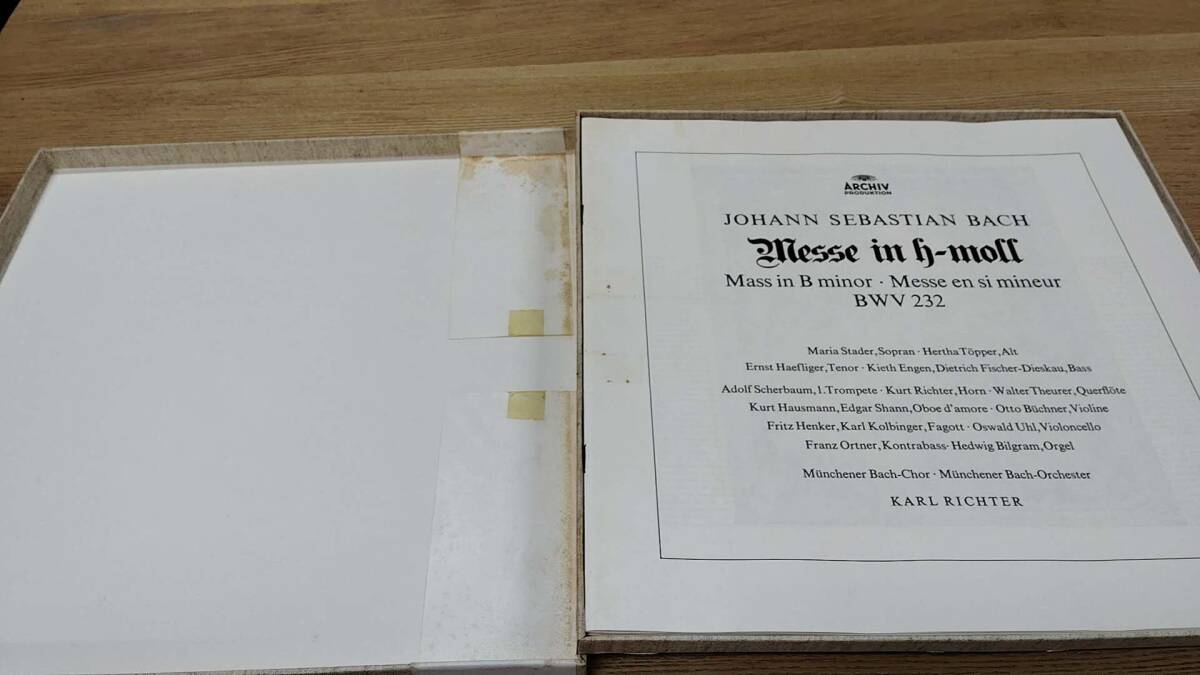 ARCHIV
PRODUKTION
JOHANN SEBASTIAN BACH
Messe in h-moll
Mass in B minor · Messe en si mineur
BWV 232
Maria Stader, Sopran · Hertha Töpper, Alt
Ernst Haefliger, Tenor · Kieth Engen, Dietrich Fischer-Dieskau, Bass
Adolf Scherbaum, 1. Trompete · Kurt Richter, Horn · Walter Theurer, Querflöte
Kurt Hausmann, Edgar Shann, Oboe d'amore · Otto Büchner, Violine
Fritz Henker, Karl Kolbinger, Fagott · Oswald Uhl, Violoncello
Franz Ortner, Kontrabass · Hedwig Bilgram, Orgel
Münchener Bach-Chor · Münchener Bach-Orchester
KARL RICHTER